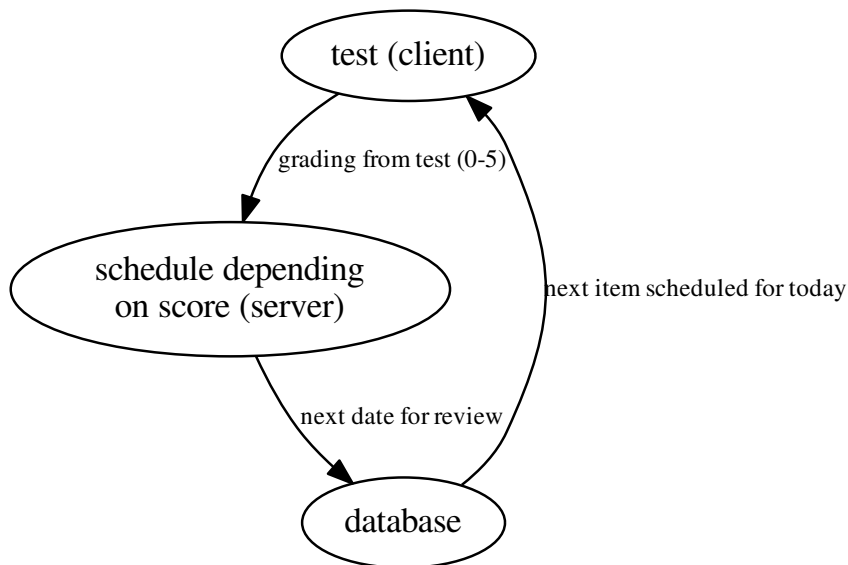 test (client)
grading from test (0-5)
schedule depending
on score (server)
next item scheduled for today
next date for review
database